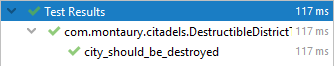 Test Results 117 ms
com.montaury.citadels.DestructibleDistrict 117 ms
city_should_be_destroyed 117 ms